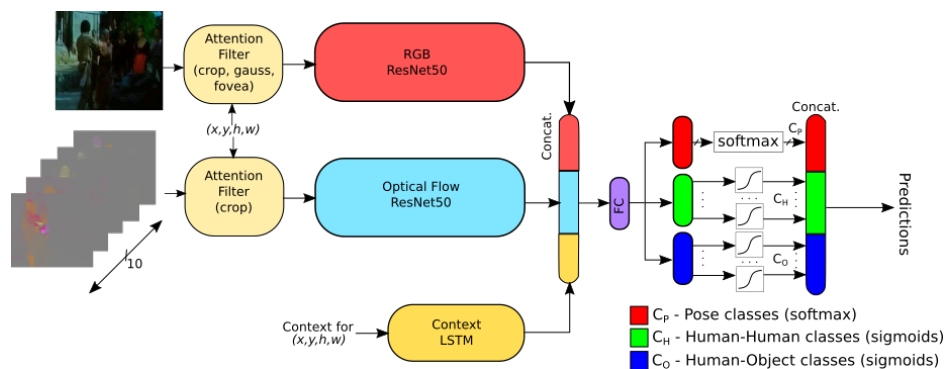 Attention
Filter
(crop, gauss,
fovea)
RGB
ResNet50
(x,y,h,w)
Attention
Filter
(crop)
Optical Flow
ResNet50
10
Context for
(x,y,h,w)
Context
LSTM
Concat.
FC
softmax
C_P
Concat.
C_H
C_O
Predictions
C_P - Pose classes (softmax)
C_H - Human-Human classes (sigmoids)
C_O - Human-Object classes (sigmoids)